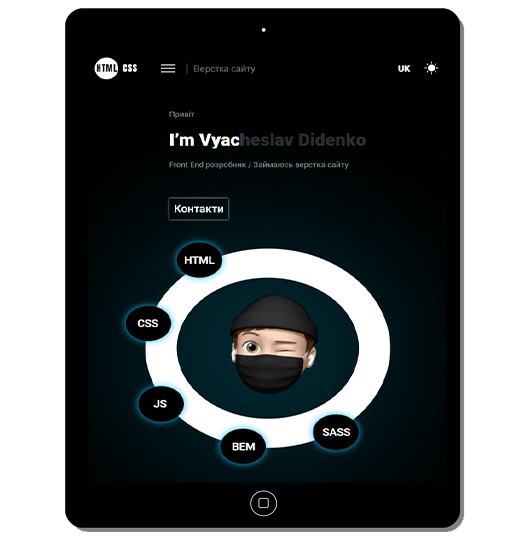 HTML CSS
| Верстка сайту
UK
Привіт
I'm Vyacheslav Didenko
Front End розробник / Займаюсь верстка сайту
Контакти
HTML
CSS
JS
BEM
SASS